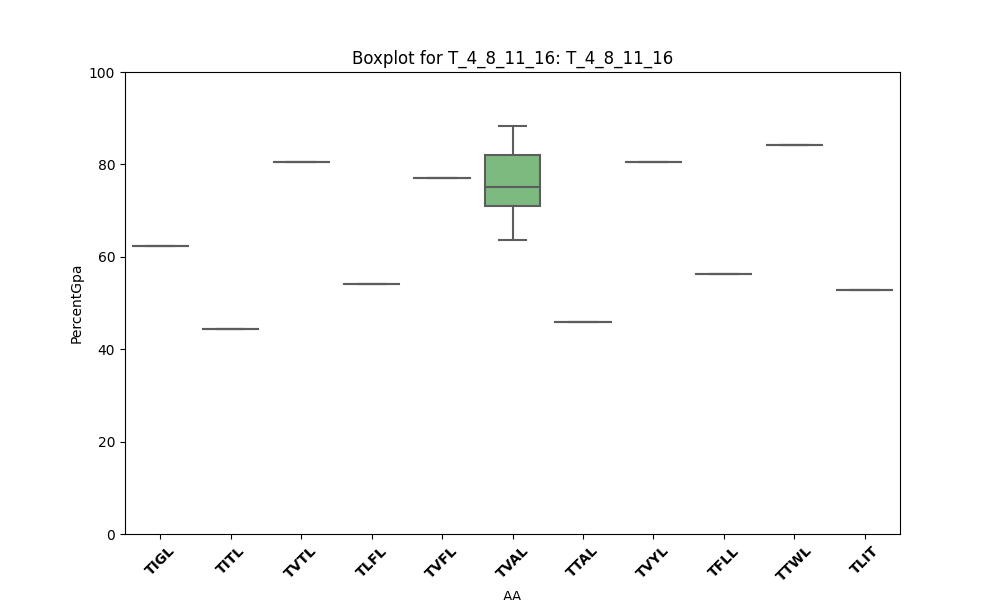 Boxplot for T_4_8_11_16: T_4_8_11_16
PercentGpa
100
80
60
40
20
0
TIGL
TITL
TVTL
TLFL
TVFL
TVAL
TTAL
TVYL
TFLL
TTWL
TLIT
AA